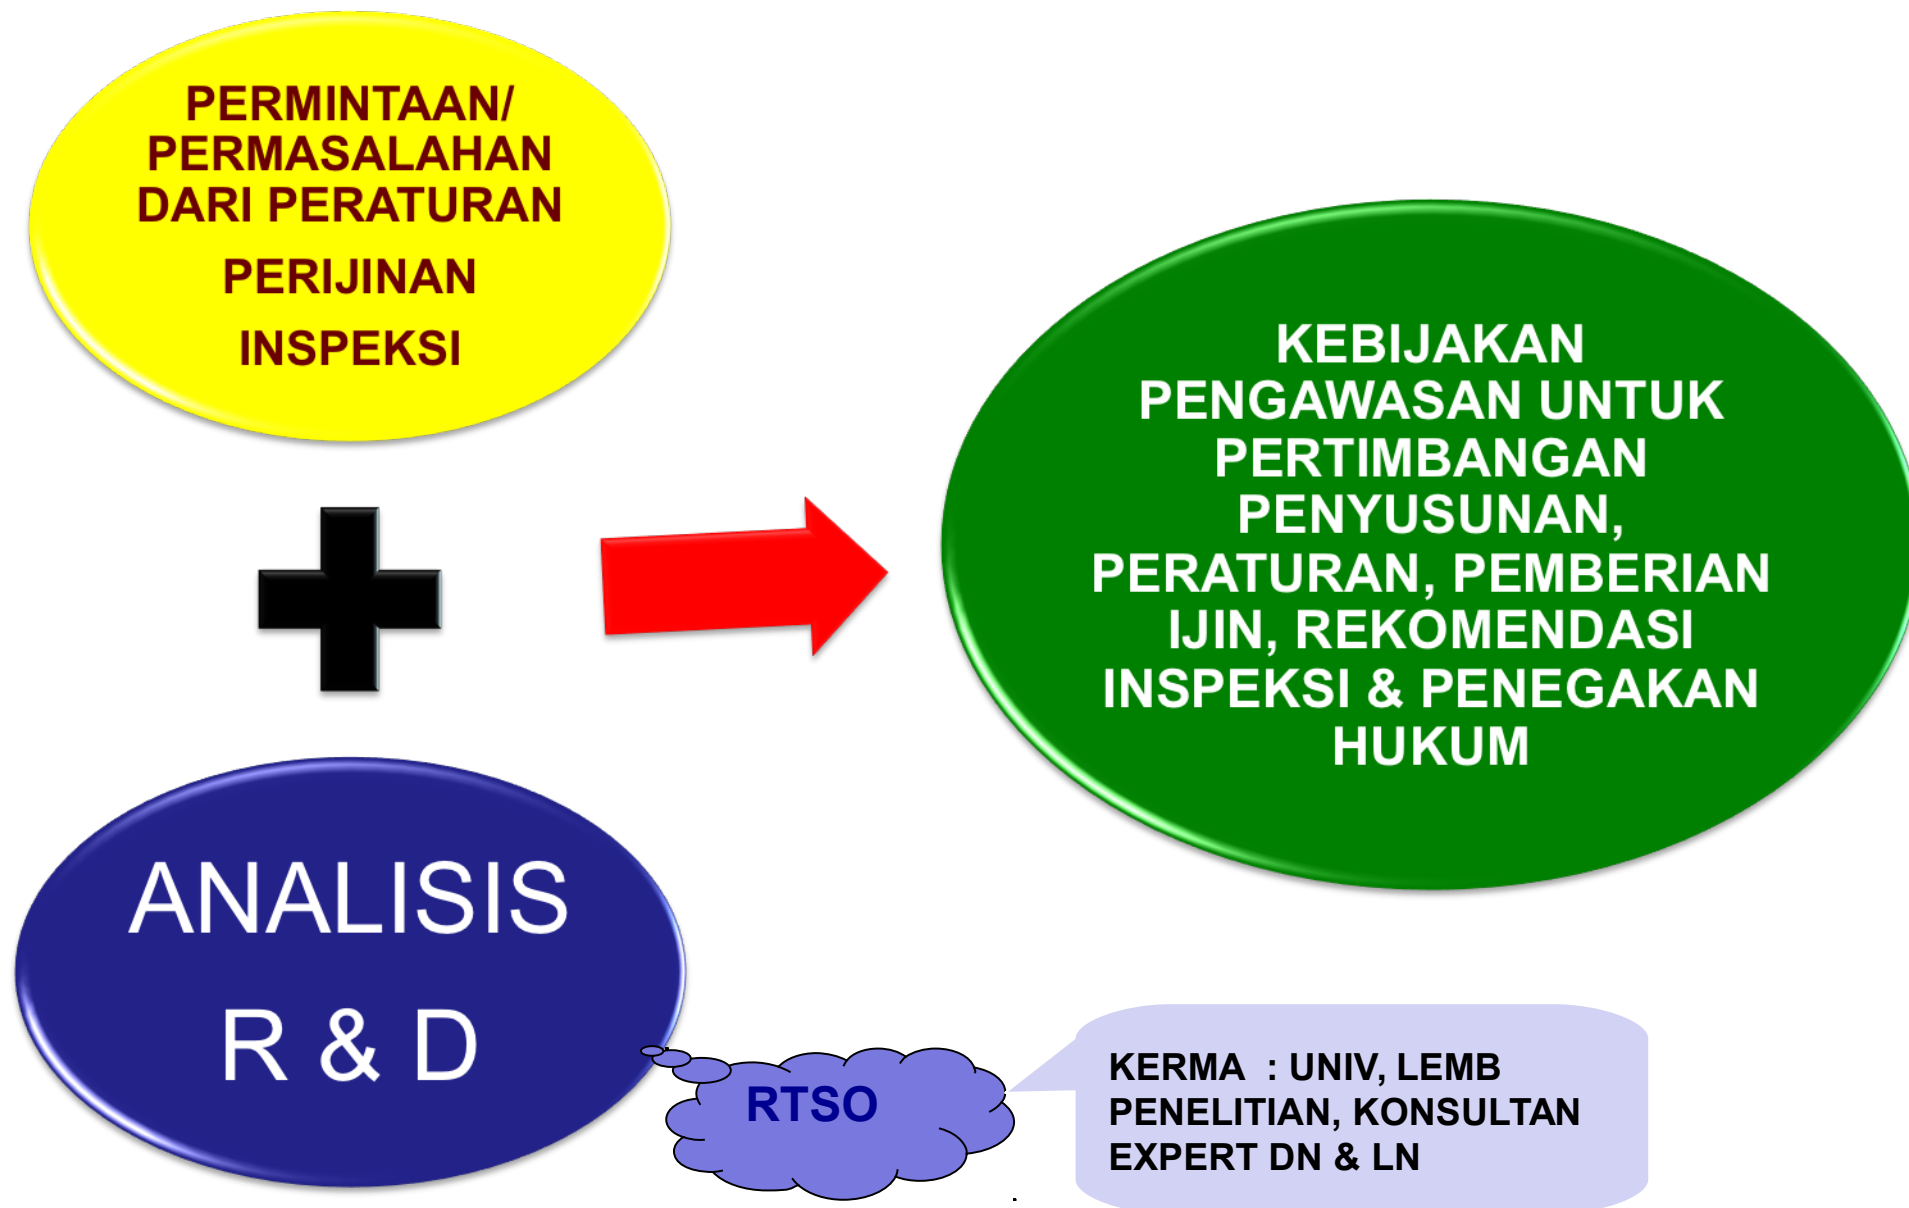 PERMINTAAN/
PERMASALAHAN
DARI PERATURAN
PERIJINAN
INSPEKSI
KEBIJAKAN
PENGAWASAN UNTUK
PERTIMBANGAN
PENYUSUNAN,
PERATURAN, PEMBERIAN
IJIN, REKOMENDASI
INSPEKSI & PENEGAKAN
HUKUM
ANALISIS
R & D
RTSO
KERMA : UNIV, LEMB
PENELITIAN, KONSULTAN
EXPERT DN & LN